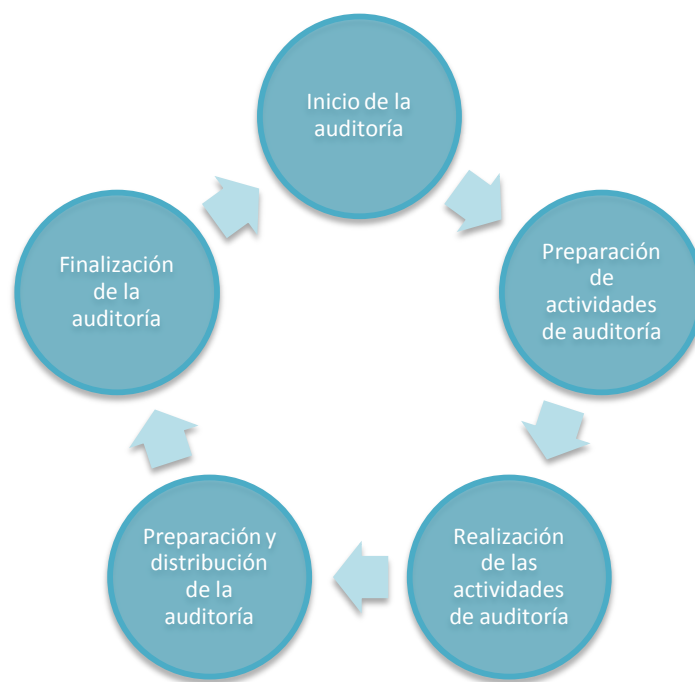 Inicio de la
auditoría
Preparación
de
actividades
de auditoría
Realización
de las
actividades
de auditoría
Preparación y
distribución
de la
auditoría
Finalización
de la
auditoría